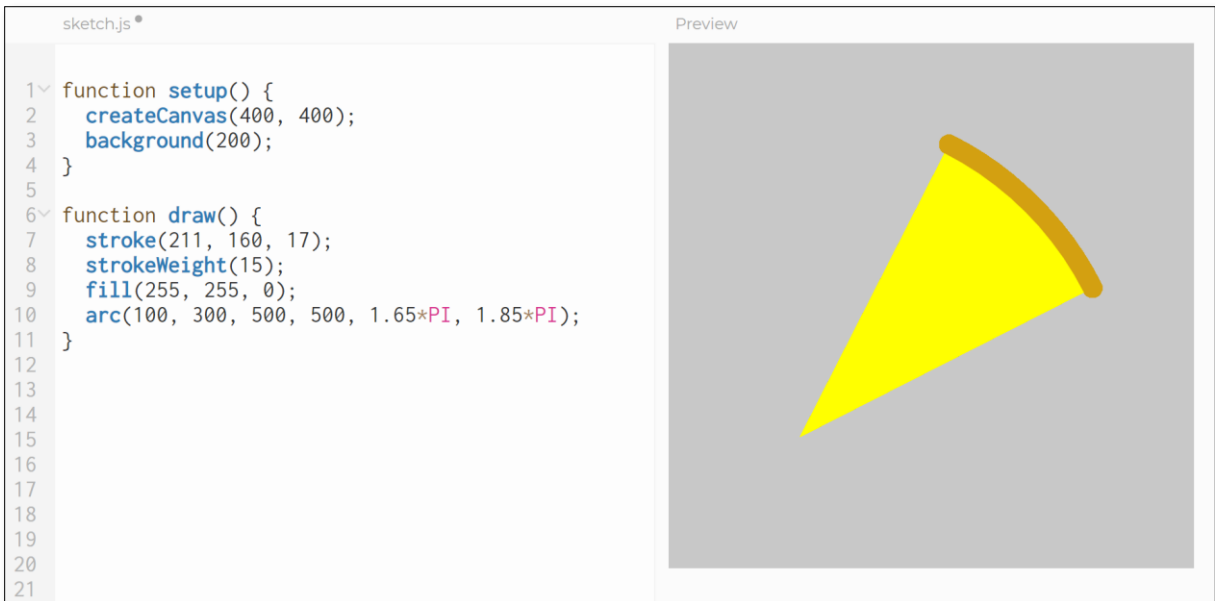 sketch.js
Preview
1 function setup() {
2 createCanvas(400, 400);
3 background(200);
4 }
5
6 function draw() {
7 stroke(211, 160, 17);
8 strokeWeight(15);
9 fill(255, 255, 0);
10 arc(100, 300, 500, 500, 1.65*PI, 1.85*PI);
11 }
12
13
14
15
16
17
18
19
20
21